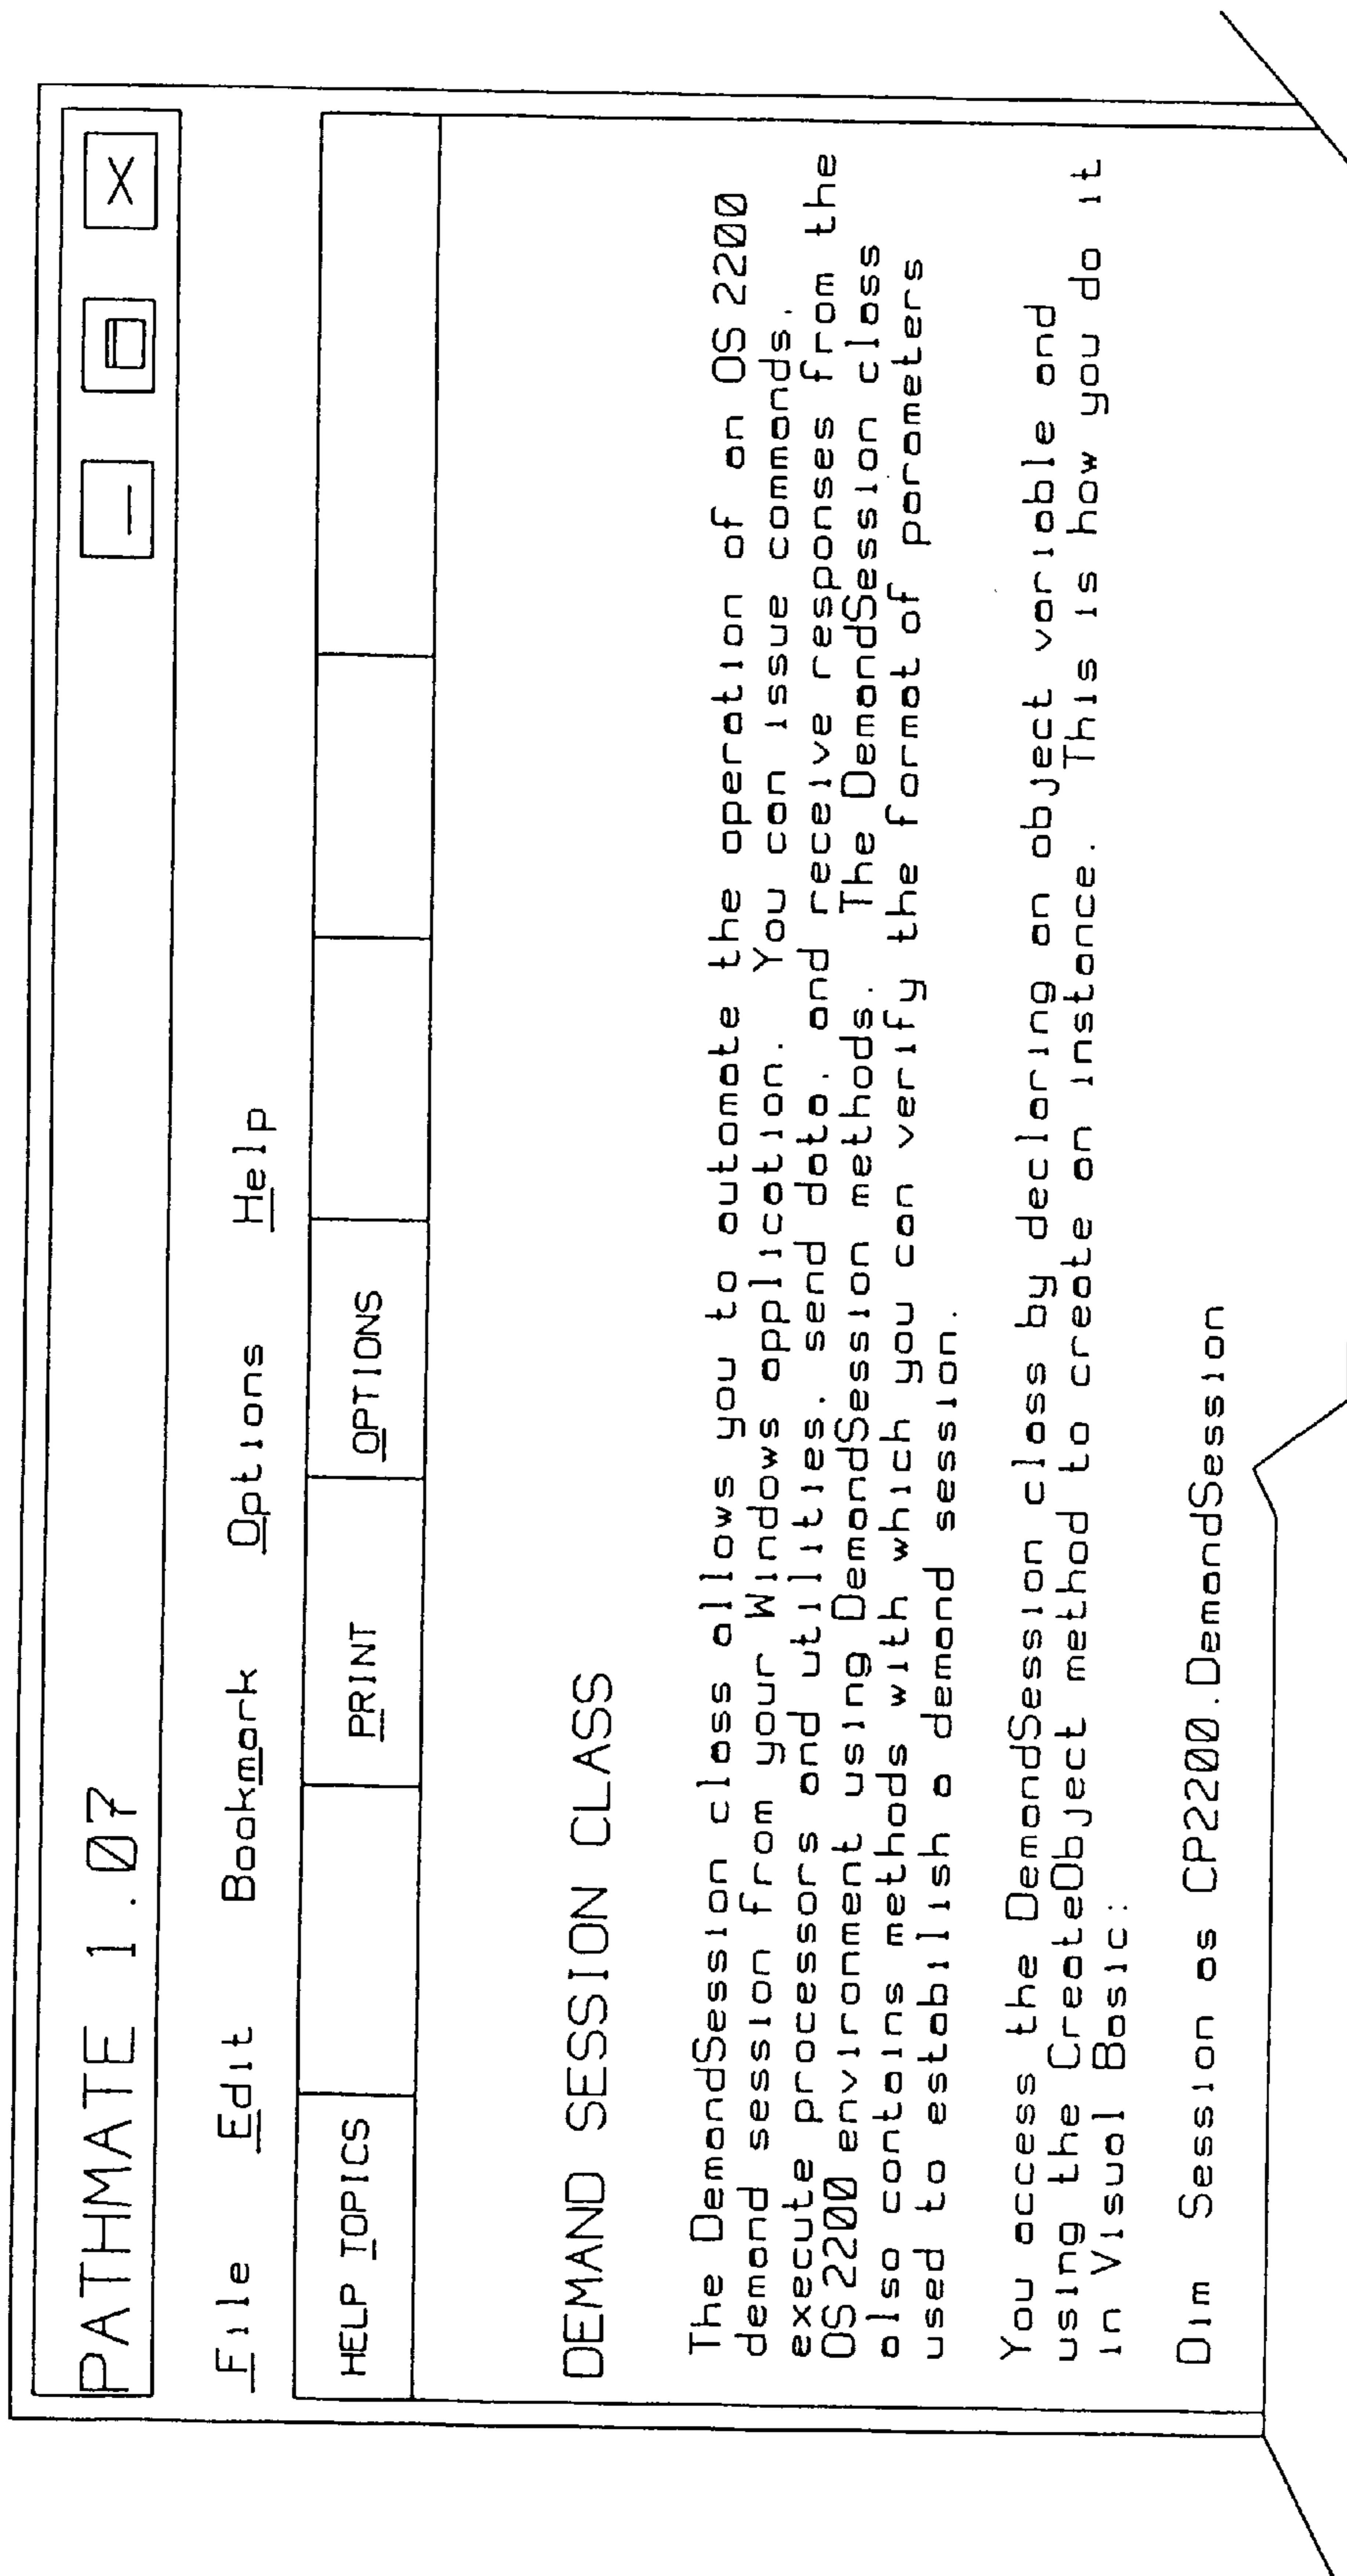 PATHMATE 1.07
File Edit Bookmark Options Help
HELP TOPICS PRINT OPTIONS
DEMAND SESSION CLASS
The DemandSession class allows you to automate the operation of an OS 2200
demand session from your Windows application. You can issue commands,
execute processors and utilities, send data, and receive responses from the
OS 2200 environment using DemandSession methods. The DemandSession class
also contains methods with which you can verify the format of parameters
used to estabilish a demand session.
You access the DemandSession class by declaring an object variable and
using the CreateObject method to create an instance. This is how you do it
in Visual Basic:
Dim Session as CP2200.DemandSession